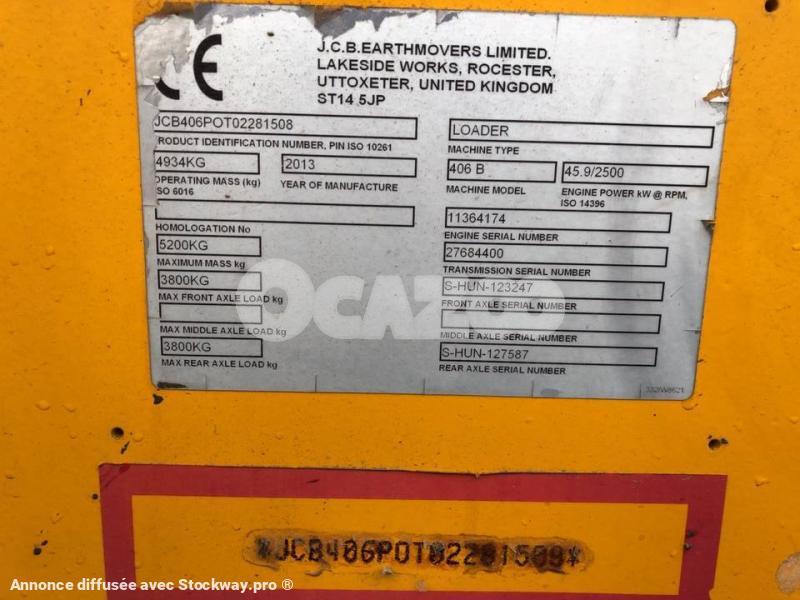 CE
J.C.B.EARTHMOVERS LIMITED.
LAKESIDE WORKS, ROCESTER,
UTTOXETER, UNITED KINGDOM
ST14 5JP
JCB406POT02281508
PRODUCT IDENTIFICATION NUMBER, PIN ISO 10261
4934KG
2013
OPERATING MASS (kg)
ISO 6016
YEAR OF MANUFACTURE
HOMOLOGATION No
5200KG
MAXIMUM MASS kg
3800KG
MAX FRONT AXLE LOAD kg
MAX MIDDLE AXLE LOAD kg
3800KG
MAX REAR AXLE LOAD kg
LOADER
MACHINE TYPE
406 B
45.9/2500
MACHINE MODEL
ENGINE POWER kW @ RPM,
ISO 14396
11364174
ENGINE SERIAL NUMBER
27684400
TRANSMISSION SERIAL NUMBER
S-HUN-123247
FRONT AXLE SERIAL NUMBER
MIDDLE AXLE SERIAL NUMBER
S-HUN-127587
REAR AXLE SERIAL NUMBER
OCAZOO
*JCB406POT02281508*
Annonce diffusée avec Stockway.pro ®